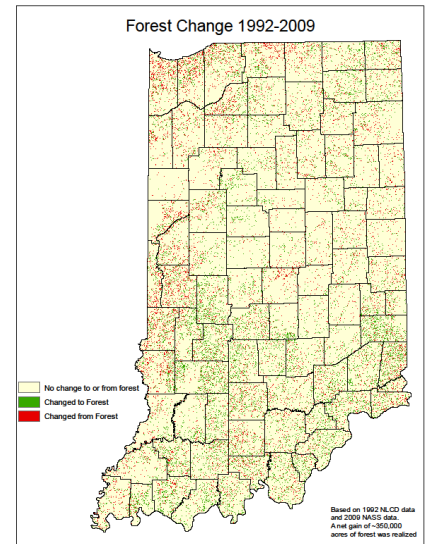 Forest Change 1992-2009
No change to or from forest
Changed to Forest
Changed from Forest
Based on 1992 NLCD data
and 2009 NASS data.
A net gain of ~350,000
acres of forest was realized